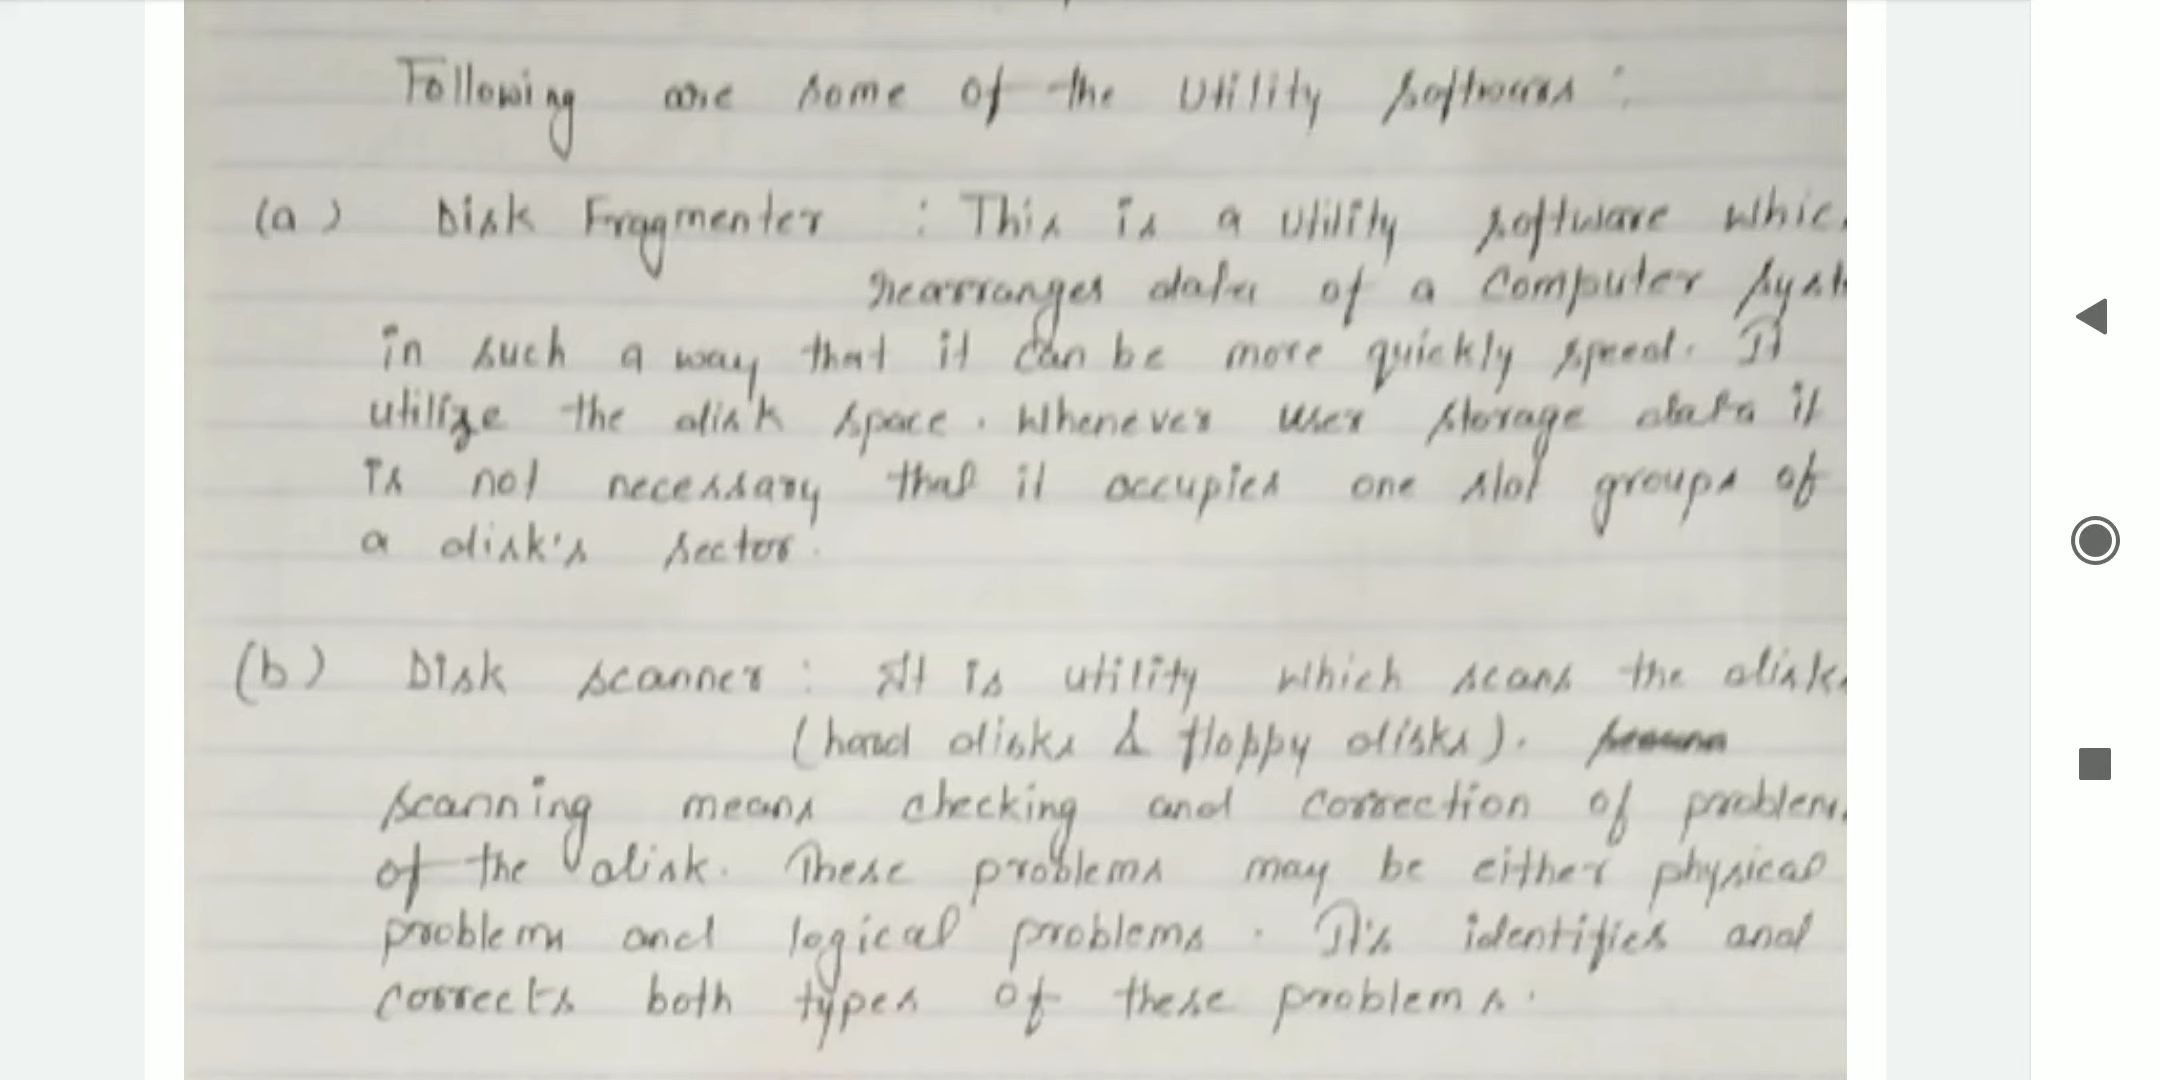 Following are some of the Utility softwares :
(a) Disk Fragmenter : This is a Utility software whic
rearranges data of a computer syst
in such a way that it can be more quickly speed. It
utilize the disk space. Whenever user storage data it
is not necessary that it occupies one slot groups of
a disk's sector.
(b) Disk scanner : It is utility which scans the disk
(hard disks & floppy disks).
scanning means checking and correction of problem
of the disk. These problems may be either physical
problems and logical problems. It's identifies and
corrects both types of these problems.